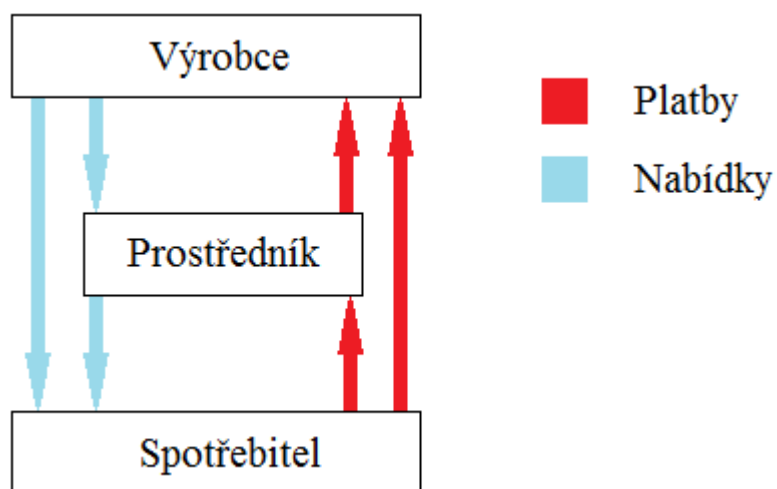 Výrobce
Platby
Nabídky
Prostředník
Spotřebitel